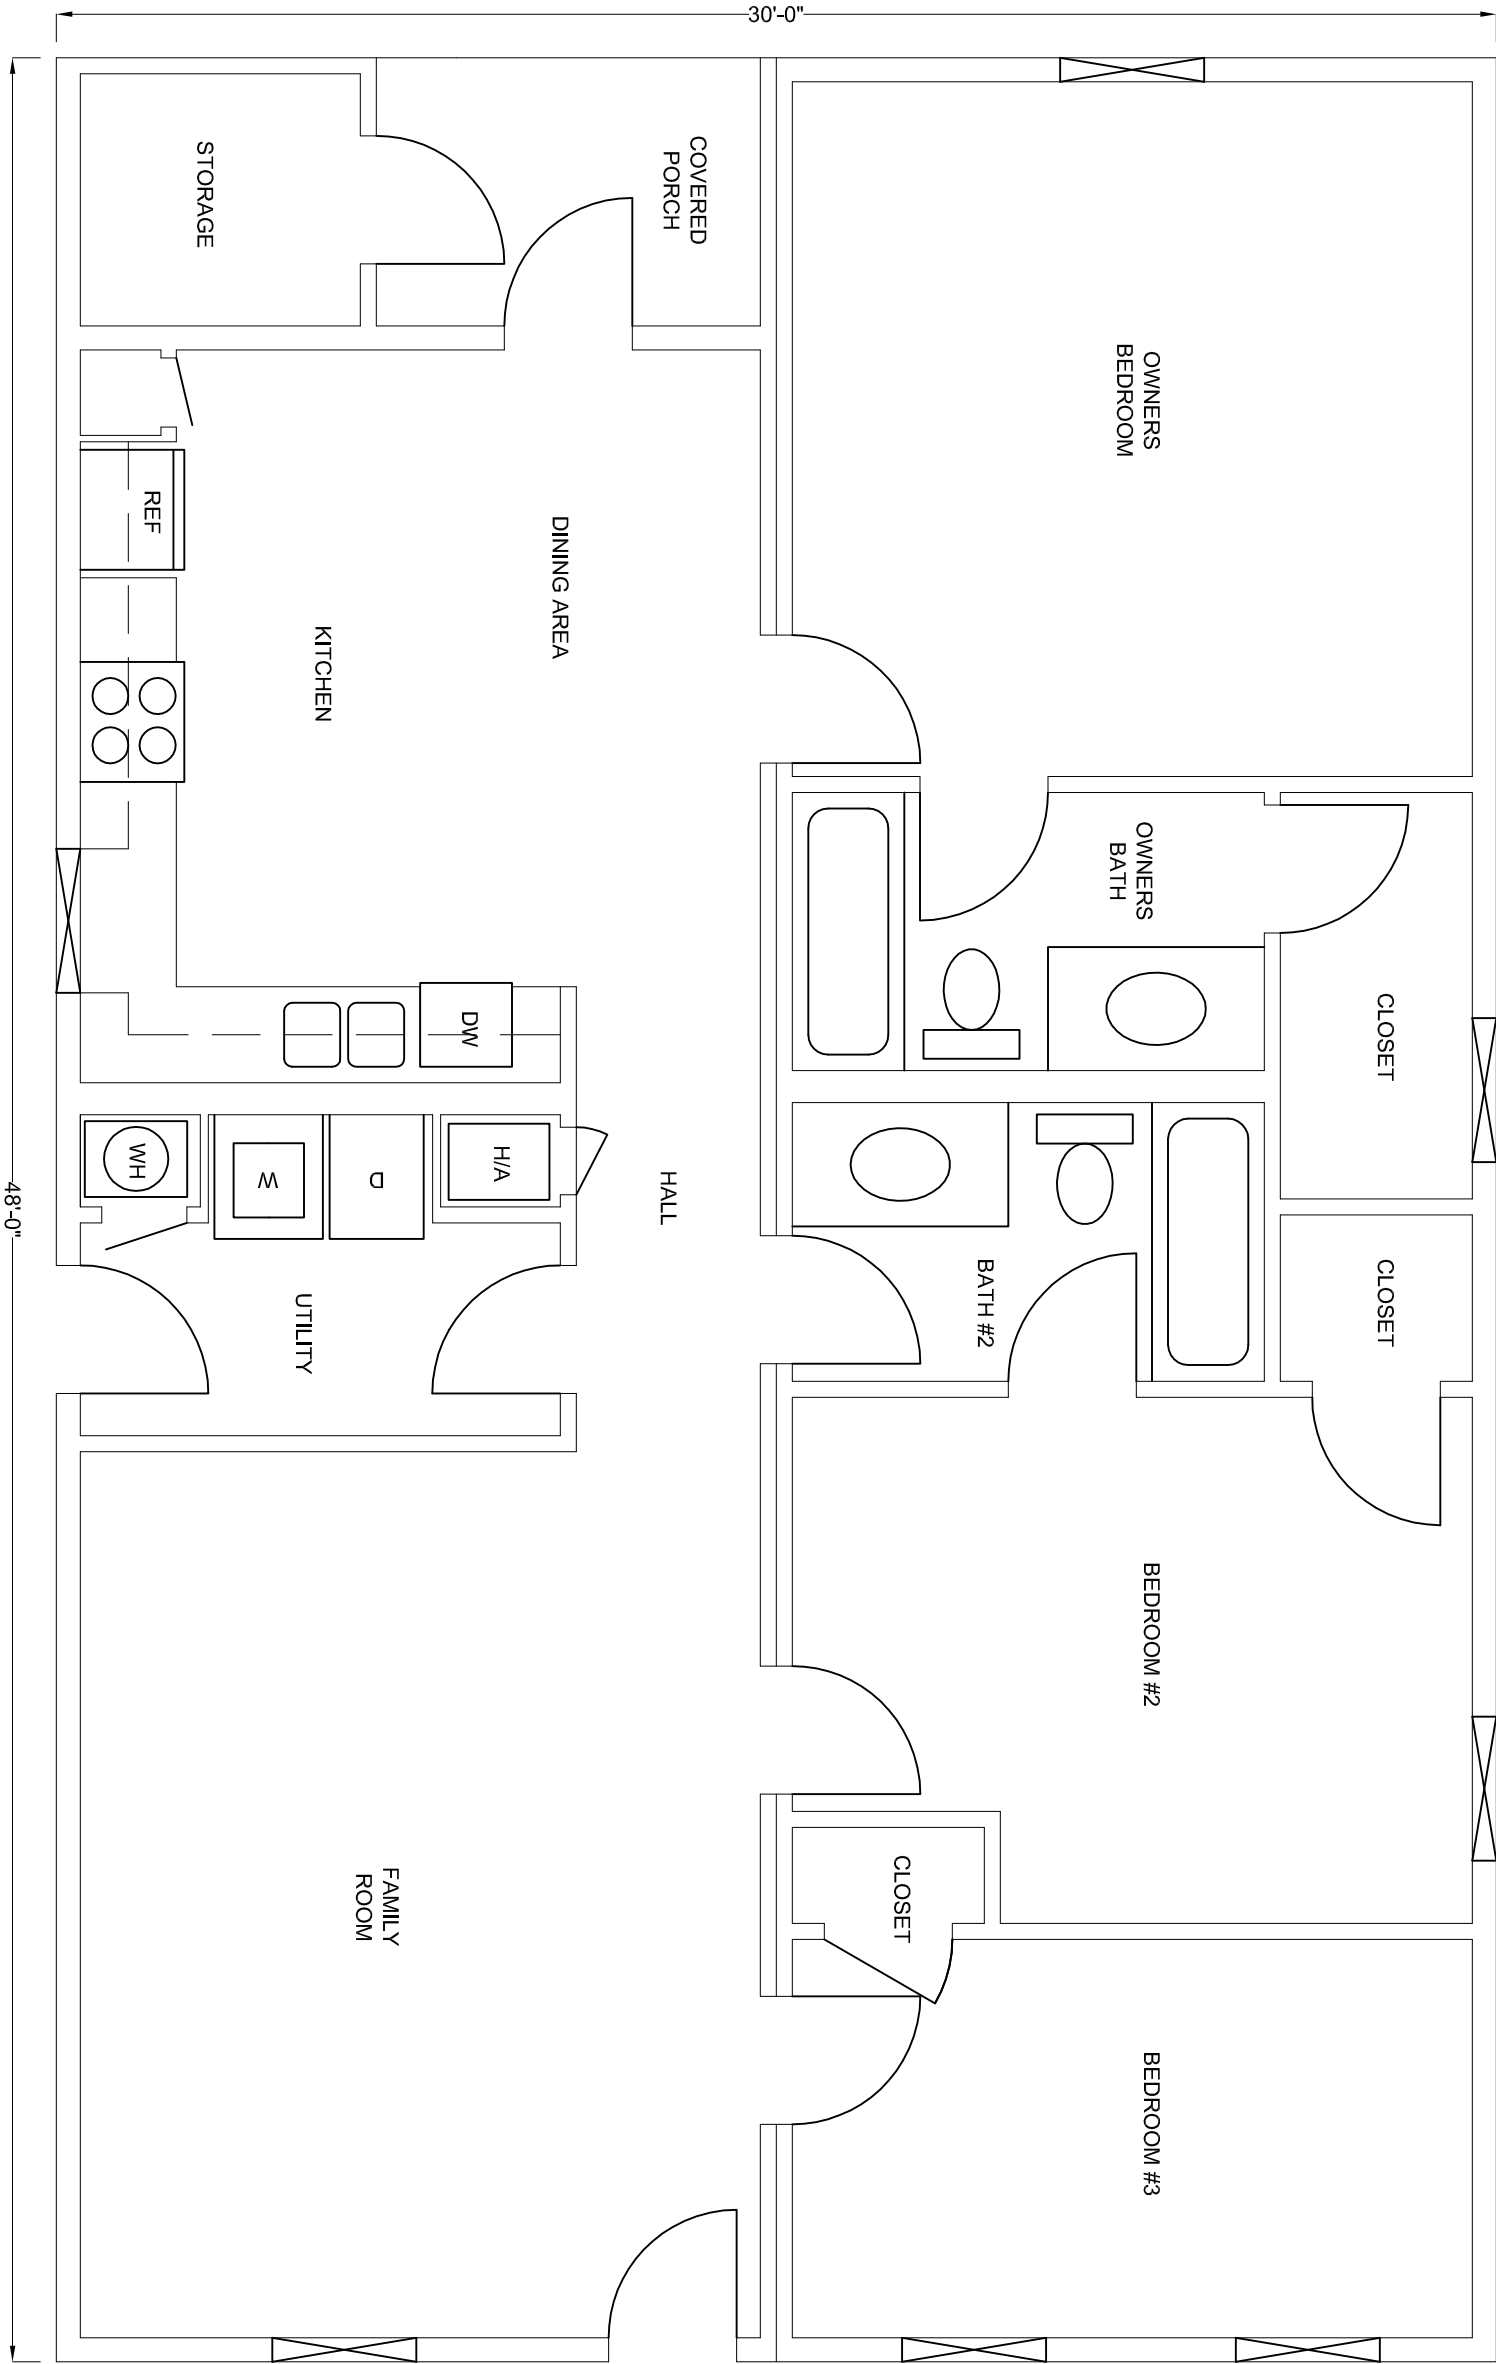 30'-0"
48'-0"
STORAGE
COVERED
PORCH
OWNERS
BEDROOM
REF
DINING AREA
KITCHEN
OWNERS
BATH
CLOSET
DW
WH
W
D
H/A
HALL
UTILITY
BATH #2
CLOSET
BEDROOM #2
CLOSET
FAMILY
ROOM
BEDROOM #3